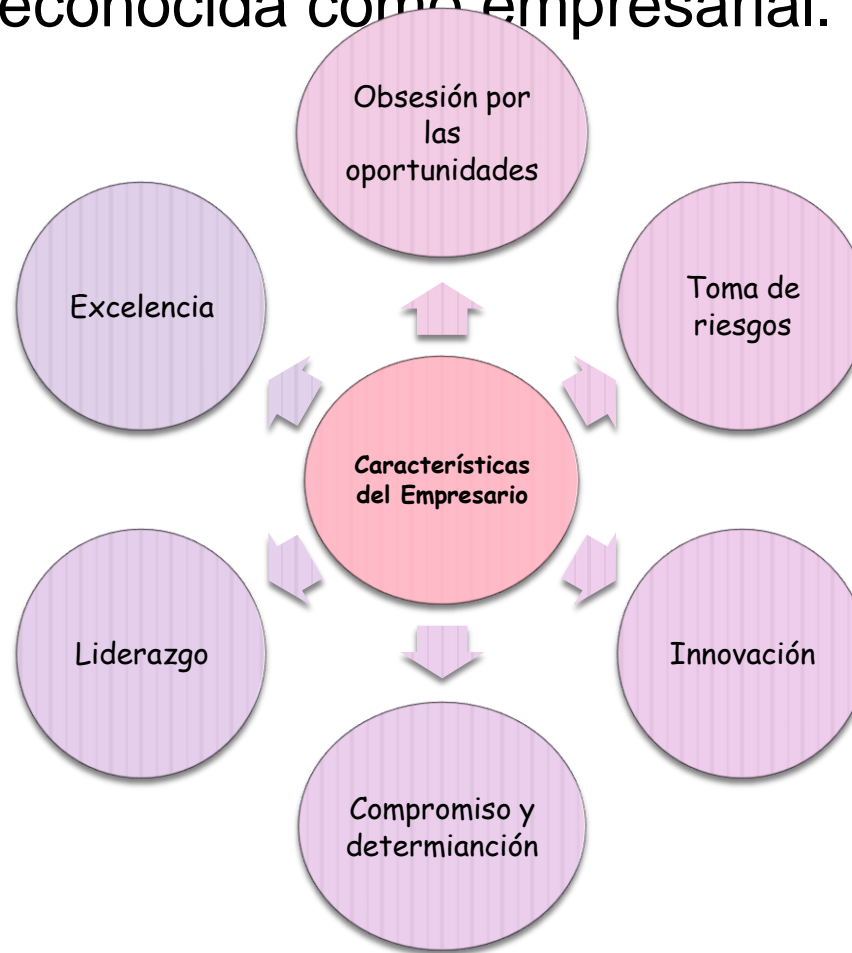 econocida como empresarial.
Obsesión por
las
oportunidades
Toma de
riesgos
Innovación
Compromiso y
determianción
Liderazgo
Excelencia
Características
del Empresario